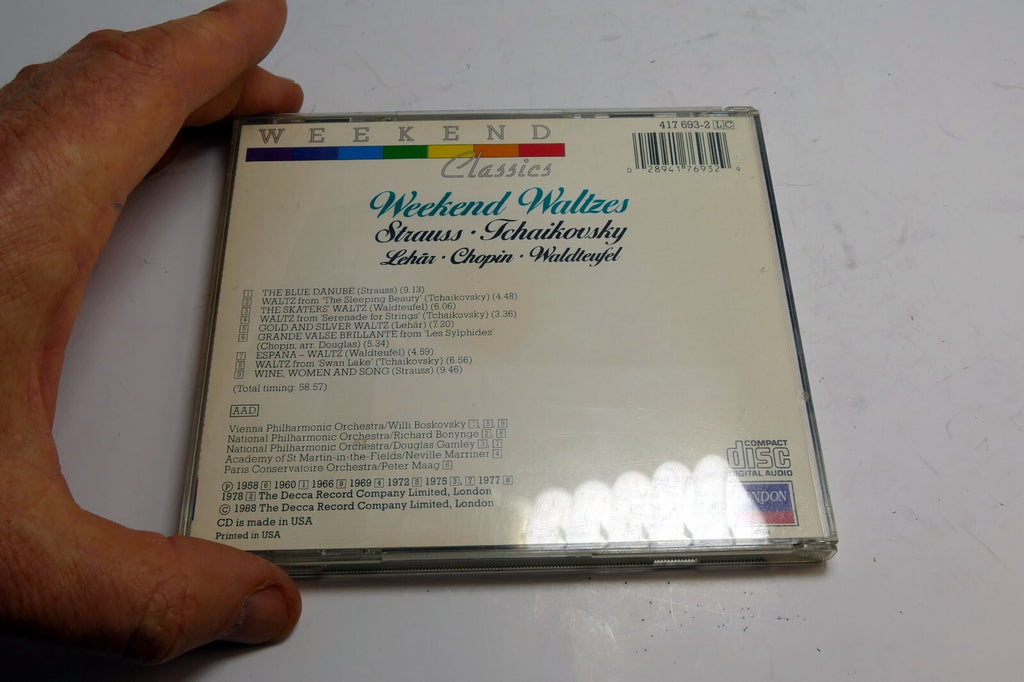 WEEKEND
Classics
417 693-2 LC
0 28941 76932 9
Weekend Waltzes
Strauss · Tchaikovsky
Lehár · Chopin · Waldteufel
1 THE BLUE DANUBE (Strauss) (9.13)
2 WALTZ from 'The Sleeping Beauty' (Tchaikovsky) (4.48)
3 THE SKATERS' WALTZ (Waldteufel) (6.06)
4 WALTZ from 'Serenade for Strings' (Tchaikovsky) (3.36)
5 GOLD AND SILVER WALTZ (Lehár) (7.20)
6 GRANDE VALSE BRILLANTE from 'Les Sylphides'
(Chopin, arr. Douglas) (5.34)
7 ESPAÑA – WALTZ (Waldteufel) (4.59)
8 WALTZ from 'Swan Lake' (Tchaikovsky) (6.56)
9 WINE, WOMEN AND SONG (Strauss) (9.46)
(Total timing: 58.57)
AAD
Vienna Philharmonic Orchestra/Willi Boskovsky 1, 5, 9
National Philharmonic Orchestra/Richard Bonynge 2, 8
National Philharmonic Orchestra/Douglas Gamley 3, 7
Academy of St Martin-in-the-Fields/Neville Marriner 4
Paris Conservatoire Orchestra/Peter Maag 6
℗ 1958 6 1960 1 1966 9 1969 4 1972 5 1975 3, 7 1977 8
1978 2 The Decca Record Company Limited, London
© 1988 The Decca Record Company Limited, London
CD is made in USA
Printed in USA
COMPACT
disc
DIGITAL AUDIO
LONDON